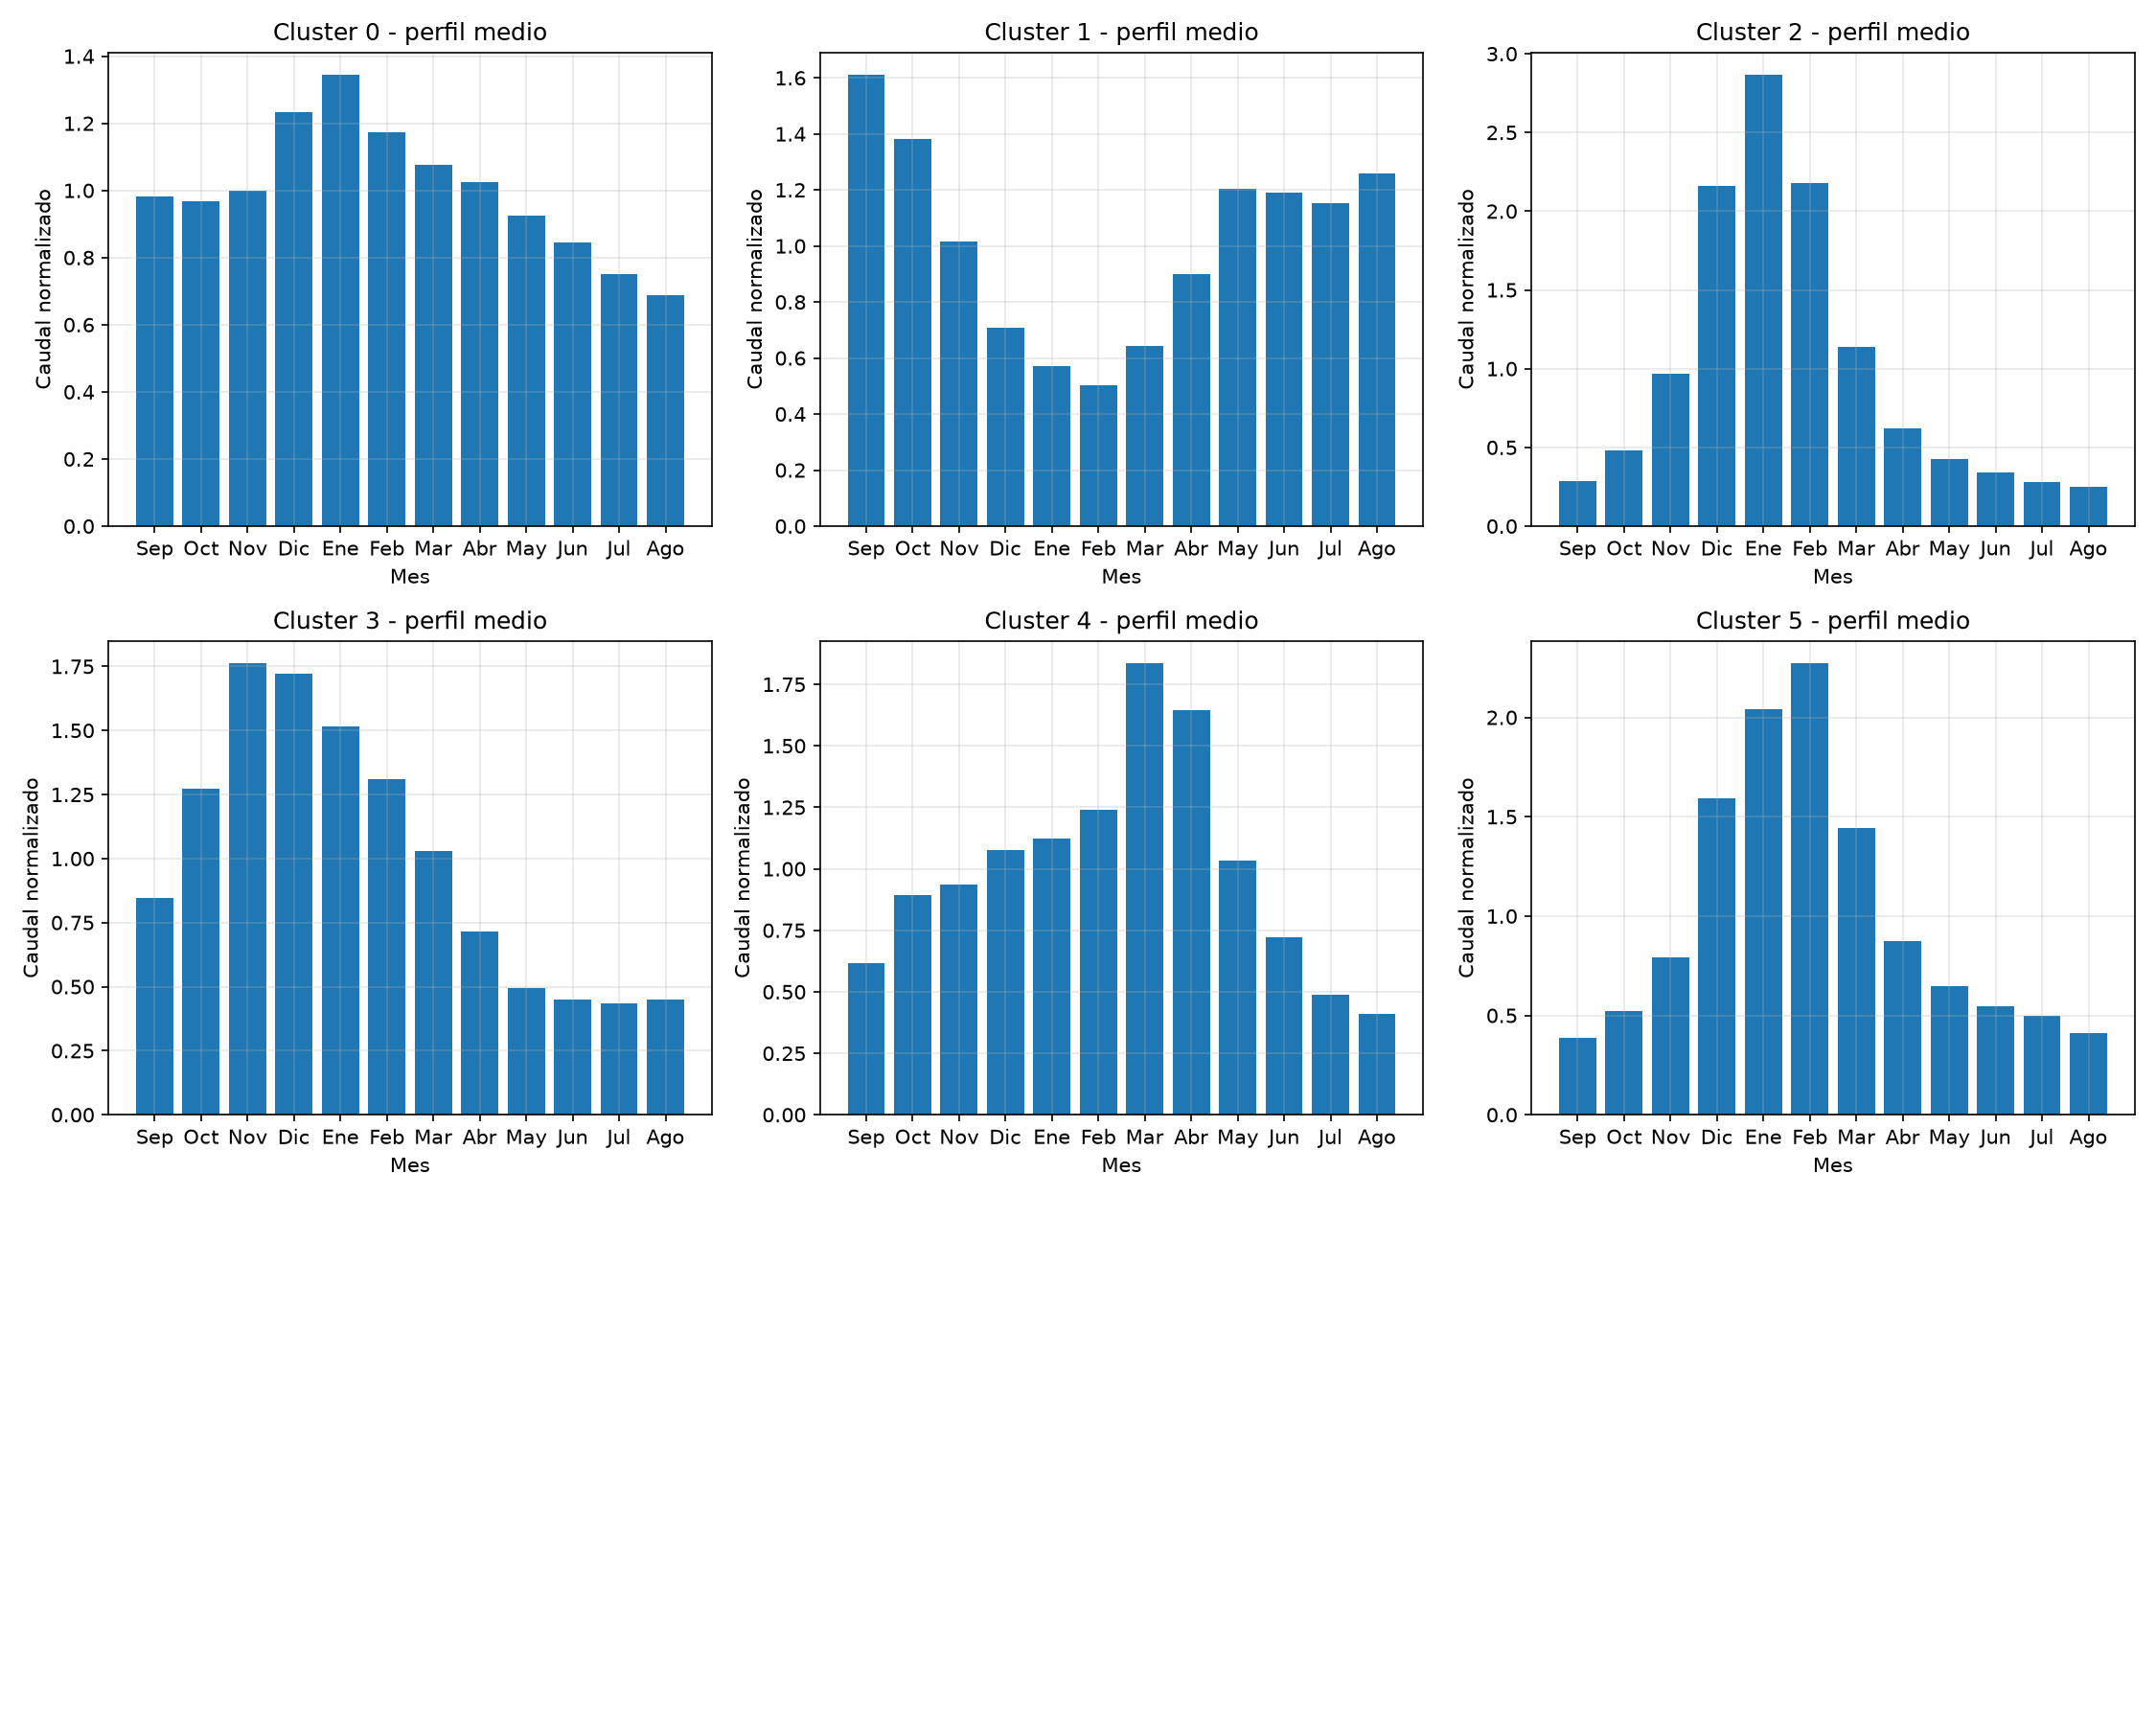 Cluster 0 - perfil medio
1.4
1.2
1.0
0.8
0.6
0.4
0.2
0.0
Caudal normalizado
Sep Oct Nov Dic Ene Feb Mar Abr May Jun Jul Ago
Mes
Cluster 1 - perfil medio
1.6
1.4
1.2
1.0
0.8
0.6
0.4
0.2
0.0
Caudal normalizado
Sep Oct Nov Dic Ene Feb Mar Abr May Jun Jul Ago
Mes
Cluster 2 - perfil medio
3.0
2.5
2.0
1.5
1.0
0.5
0.0
Caudal normalizado
Sep Oct Nov Dic Ene Feb Mar Abr May Jun Jul Ago
Mes
Cluster 3 - perfil medio
1.75
1.50
1.25
1.00
0.75
0.50
0.25
0.00
Caudal normalizado
Sep Oct Nov Dic Ene Feb Mar Abr May Jun Jul Ago
Mes
Cluster 4 - perfil medio
1.75
1.50
1.25
1.00
0.75
0.50
0.25
0.00
Caudal normalizado
Sep Oct Nov Dic Ene Feb Mar Abr May Jun Jul Ago
Mes
Cluster 5 - perfil medio
2.0
1.5
1.0
0.5
0.0
Caudal normalizado
Sep Oct Nov Dic Ene Feb Mar Abr May Jun Jul Ago
Mes